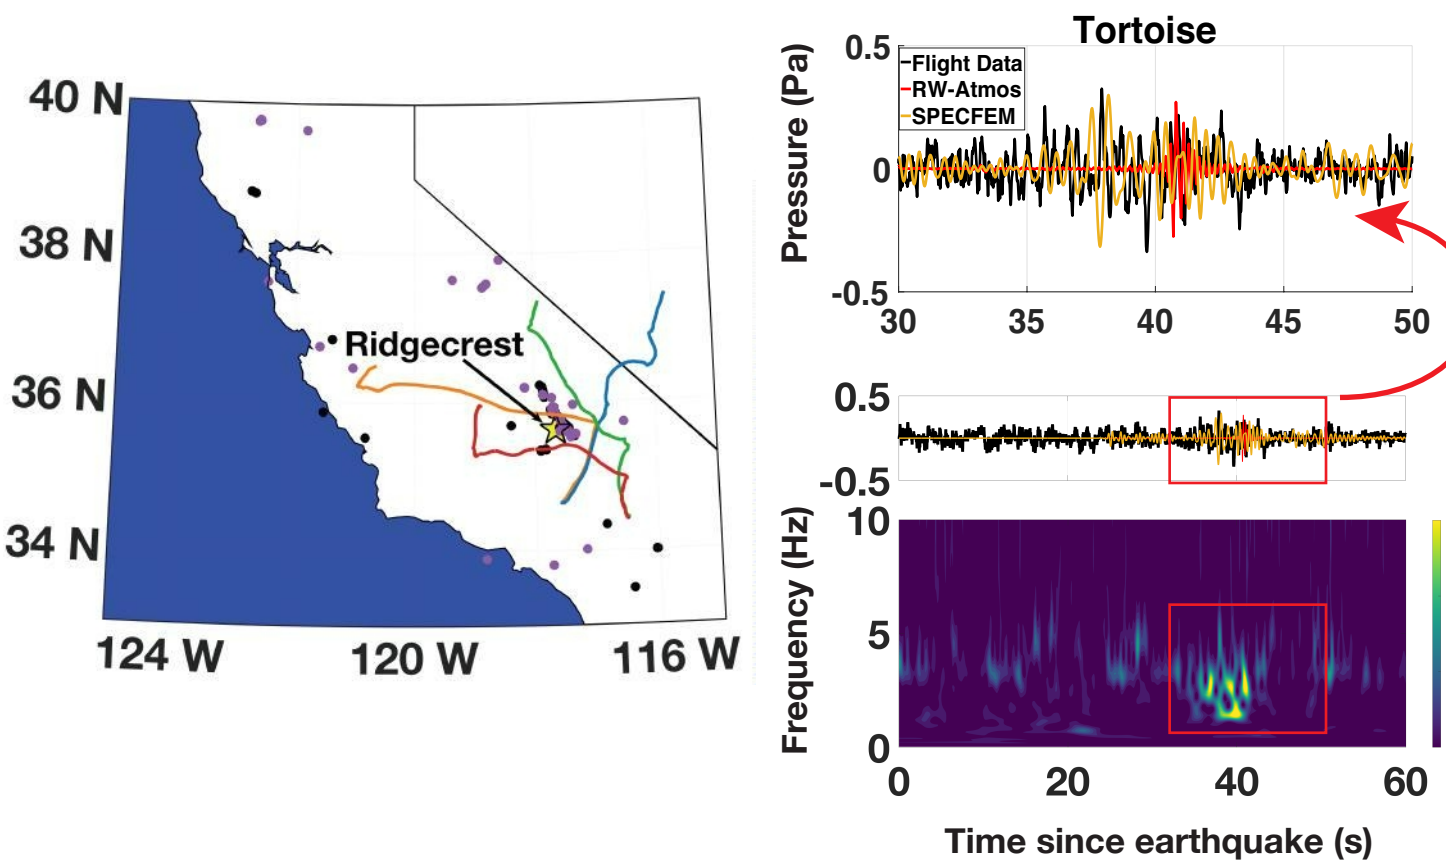 40 N
38 N
36 N
34 N
124 W
120 W
116 W
Ridgecrest
Tortoise
Pressure (Pa)
0.5
0
-0.5
Flight Data
RW-Atmos
SPECFEM
30
35
40
45
50
0.5
-0.5
Frequency (Hz)
10
5
0
0
20
40
60
Time since earthquake (s)